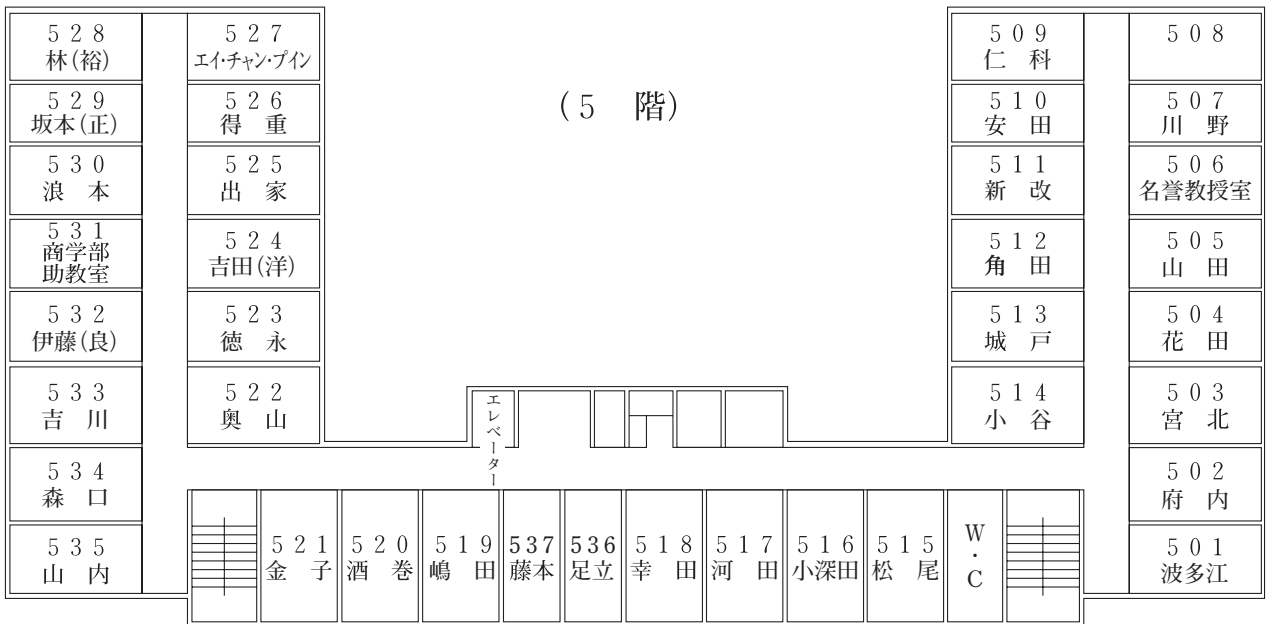 (5 階)
528
林(裕)
529
坂本(正)
530
浪本
531
商学部
助教室
532
伊藤(良)
533
吉川
534
森口
535
山内
527
エイ・チャン・プイン
526
得重
525
出家
524
吉田(洋)
523
徳永
522
奥山
エレベーター
521
金子
520
酒巻
519
嶋田
537
藤本
536
足立
518
幸田
517
河田
516
小深田
515
松尾
W・C
509
仁科
510
安田
511
新改
512
角田
513
城戸
514
小谷
508
507
川野
506
名誉教授室
505
山田
504
花田
503
宮北
502
府内
501
波多江